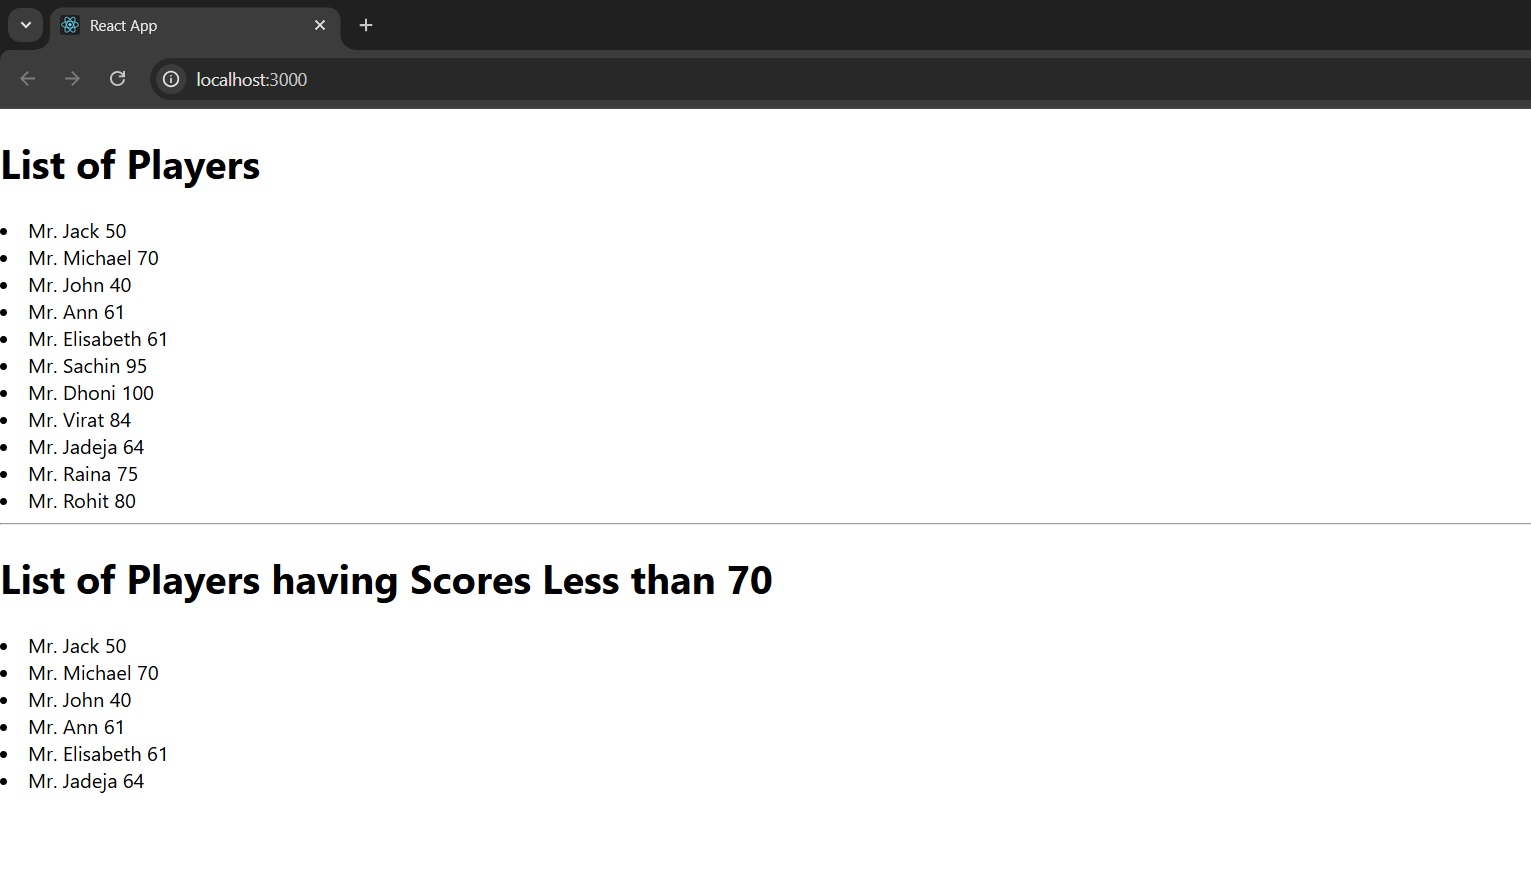 React App
localhost:3000
List of Players
Mr. Jack 50
Mr. Michael 70
Mr. John 40
Mr. Ann 61
Mr. Elisabeth 61
Mr. Sachin 95
Mr. Dhoni 100
Mr. Virat 84
Mr. Jadeja 64
Mr. Raina 75
Mr. Rohit 80
List of Players having Scores Less than 70
Mr. Jack 50
Mr. Michael 70
Mr. John 40
Mr. Ann 61
Mr. Elisabeth 61
Mr. Jadeja 64